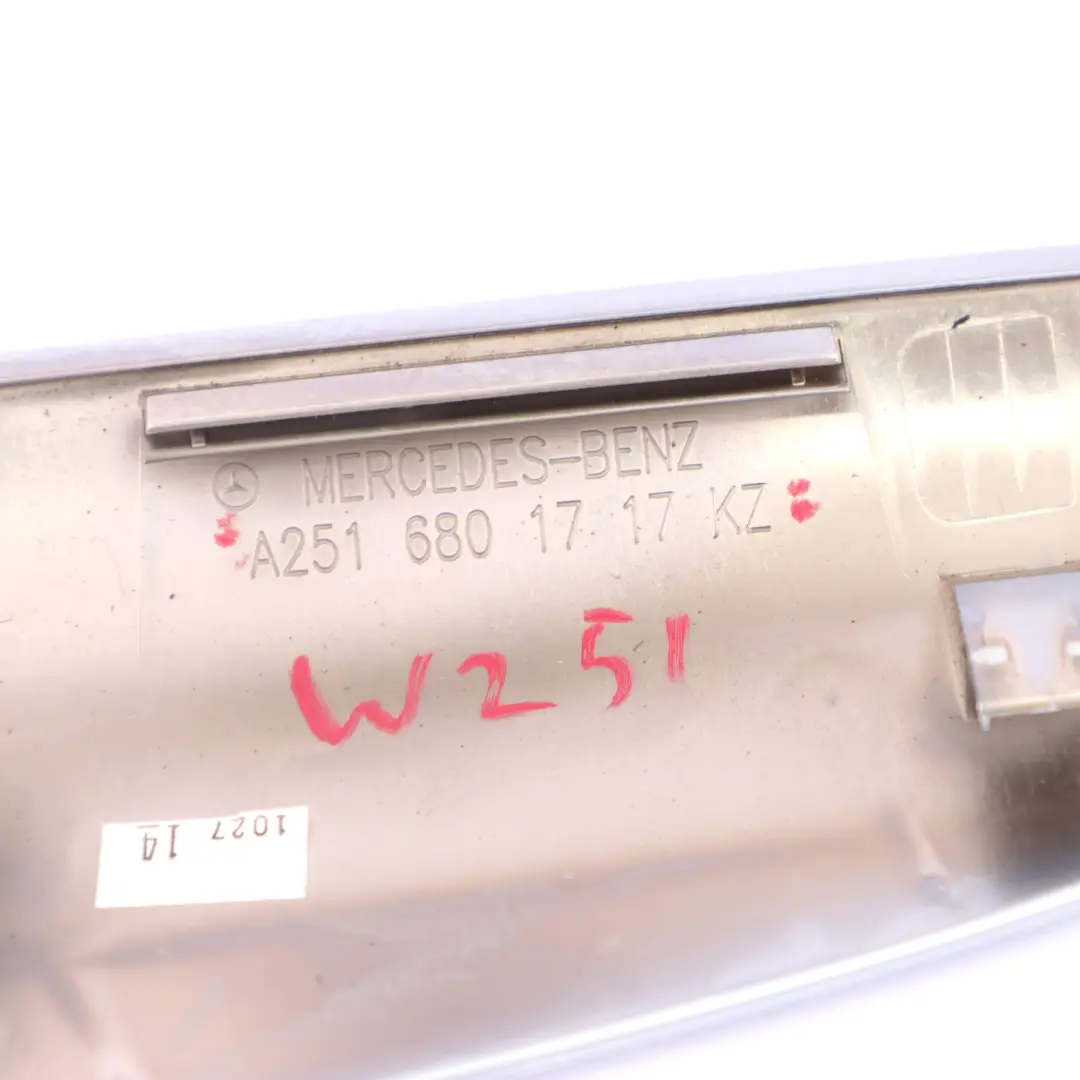 MERCEDES-BENZ
A251 680 17 17 KZ
W251
1027 14